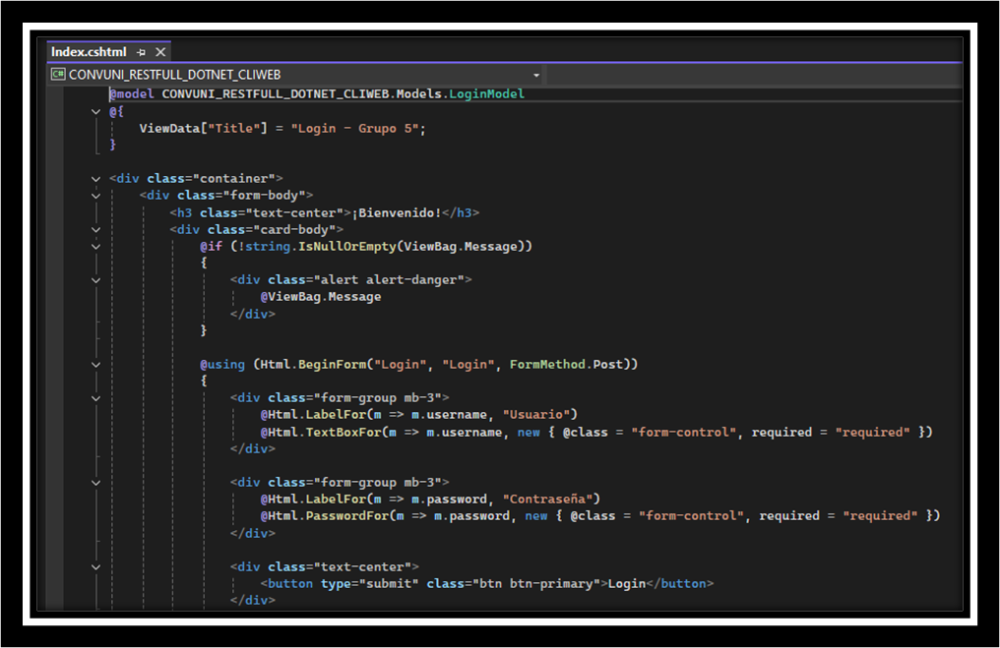 Index.cshtml
C# CONVUNI_RESTFULL_DOTNET_CLIWEB
@model CONVUNI_RESTFULL_DOTNET_CLIWEB.Models.LoginModel
@{
    ViewData["Title"] = "Login - Grupo 5";
}
<div class="container">
    <div class="form-body">
        <h3 class="text-center">¡Bienvenido!</h3>
        <div class="card-body">
            @if (!string.IsNullOrEmpty(ViewBag.Message))
            {
                <div class="alert alert-danger">
                    @ViewBag.Message
                </div>
            }
            @using (Html.BeginForm("Login", "Login", FormMethod.Post))
            {
                <div class="form-group mb-3">
                    @Html.LabelFor(m => m.username, "Usuario")
                    @Html.TextBoxFor(m => m.username, new { @class = "form-control", required = "required" })
                </div>
                <div class="form-group mb-3">
                    @Html.LabelFor(m => m.password, "Contraseña")
                    @Html.PasswordFor(m => m.password, new { @class = "form-control", required = "required" })
                </div>
                <div class="text-center">
                    <button type="submit" class="btn btn-primary">Login</button>
                </div>